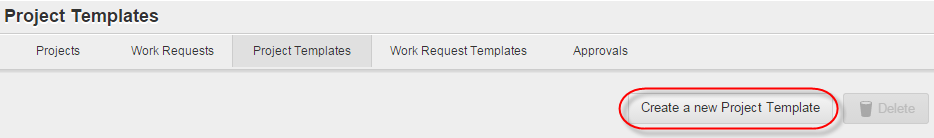 Project Templates
Projects Work Requests Project Templates Work Request Templates Approvals
Create a new Project Template Delete